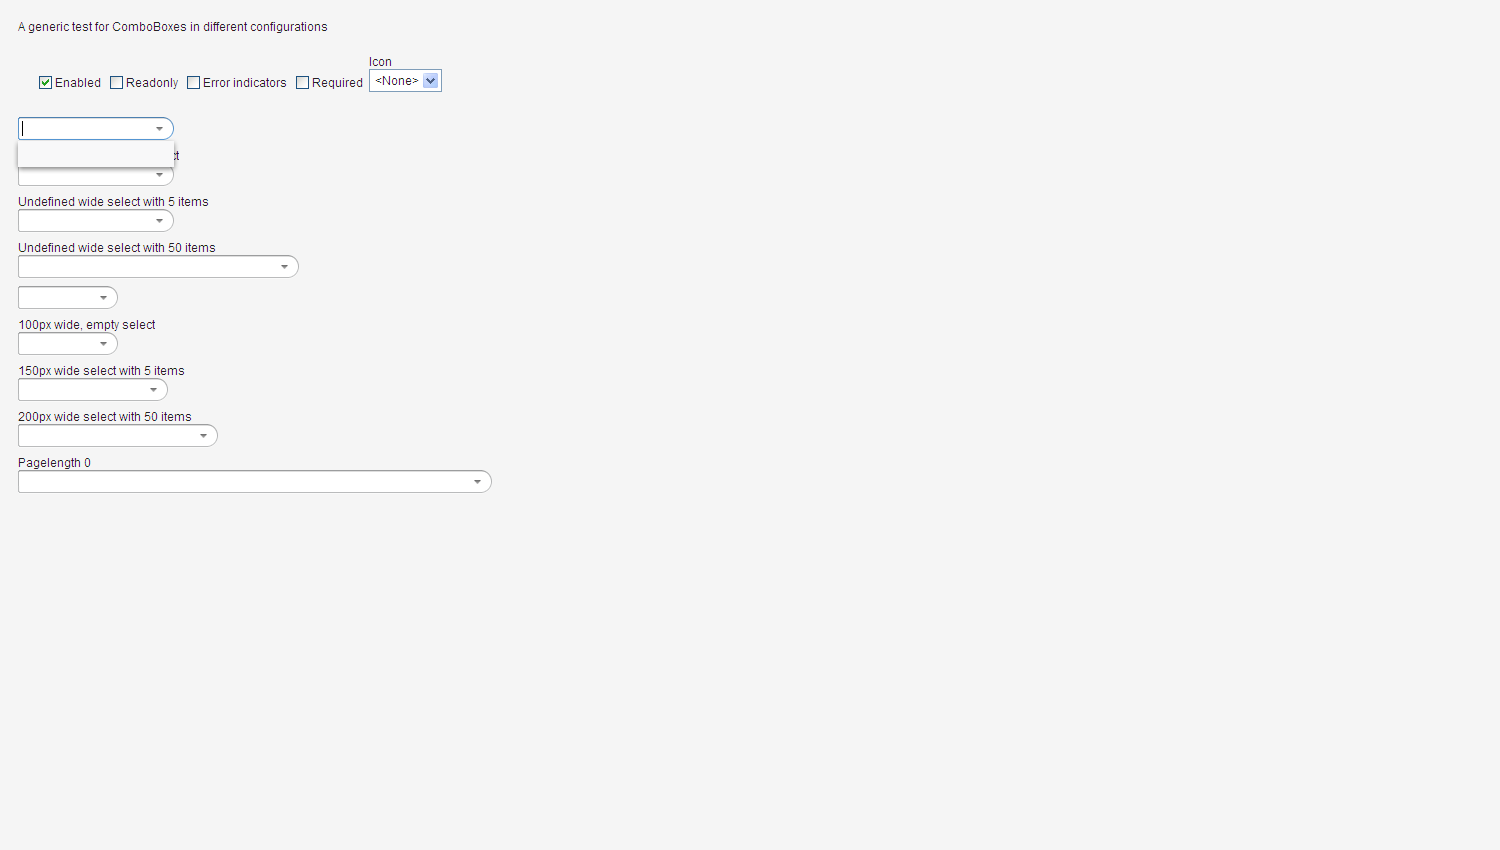 A generic test for ComboBoxes in different configurations
Icon
Enabled Readonly Error indicators Required <None>
Undefined wide select with 5 items
Undefined wide select with 50 items
100px wide, empty select
150px wide select with 5 items
200px wide select with 50 items
Pagelength 0